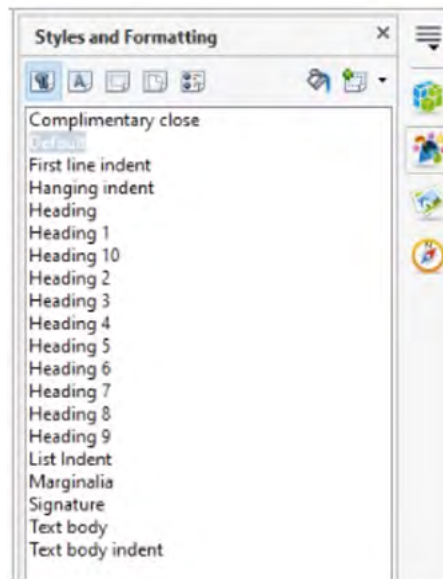 Styles and Formatting
Complimentary close
Default
First line indent
Hanging indent
Heading
Heading 1
Heading 10
Heading 2
Heading 3
Heading 4
Heading 5
Heading 6
Heading 7
Heading 8
Heading 9
List Indent
Marginalia
Signature
Text body
Text body indent